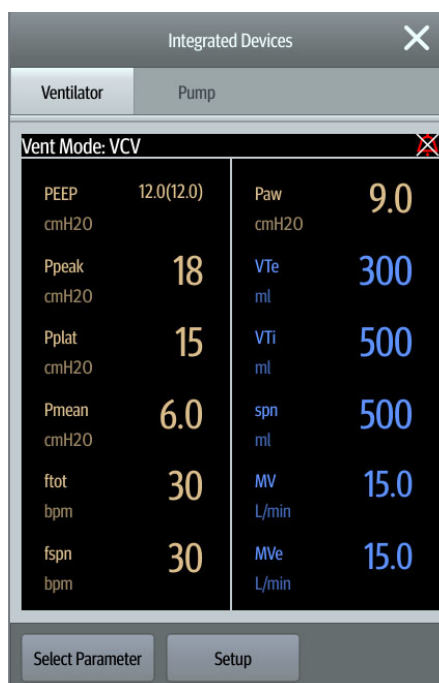 Integrated Devices
Ventilator Pump
Vent Mode: VCV
PEEP 12.0(12.0)
cmH2O
Ppeak 18
cmH2O
Pplat 15
cmH2O
Pmean 6.0
cmH2O
ftot 30
bpm
fspn 30
bpm
Paw 9.0
cmH2O
VTe 300
ml
VTi 500
ml
spn 500
ml
MV 15.0
L/min
MVe 15.0
L/min
Select Parameter Setup